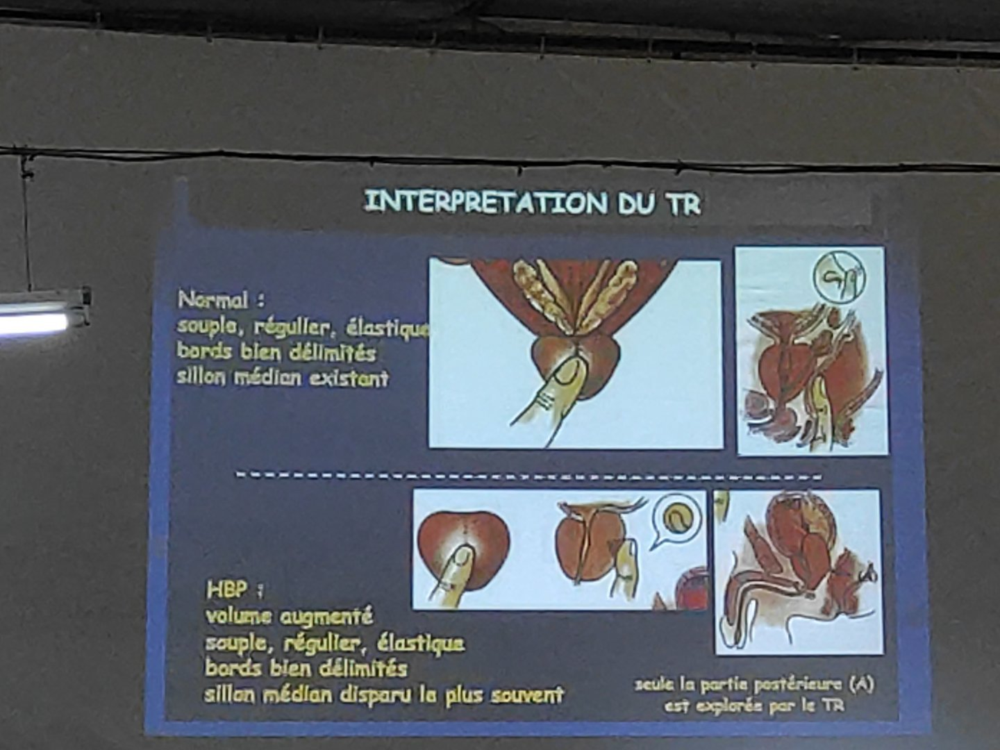 INTERPRETATION DU TR
Normal :
souple, régulier, élastique
bords bien délimités
sillon médian existant
HBP :
volume augmenté
souple, régulier, élastique
bords bien délimités
sillon médian disparu le plus souvent
(A)
seule la partie postérieure (A)
est explorée par le TR